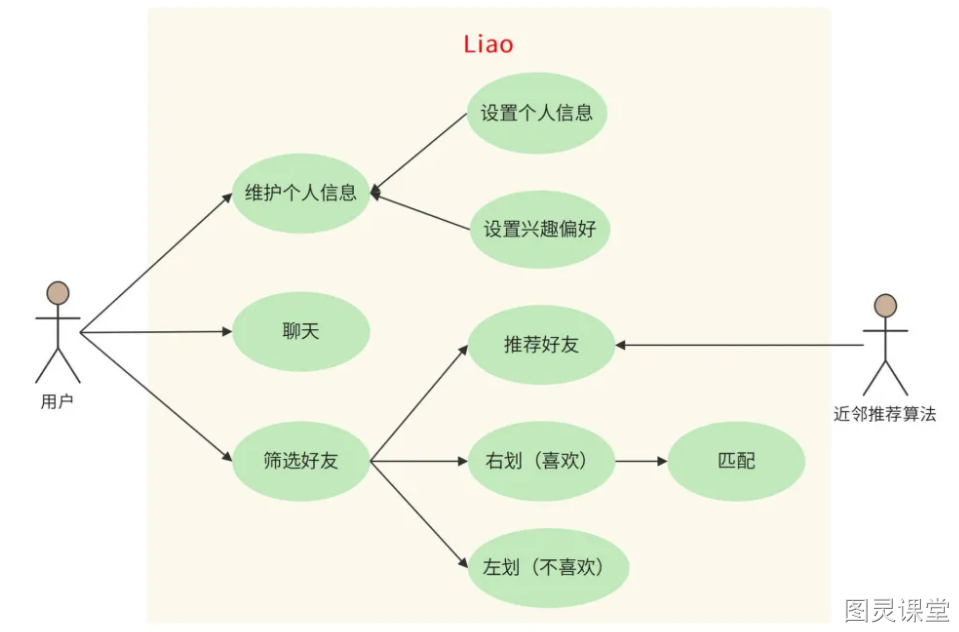 Liao
设置个人信息
维护个人信息
设置兴趣偏好
聊天
推荐好友
用户
近邻推荐算法
筛选好友
右划（喜欢）
匹配
左划（不喜欢）
图灵课堂